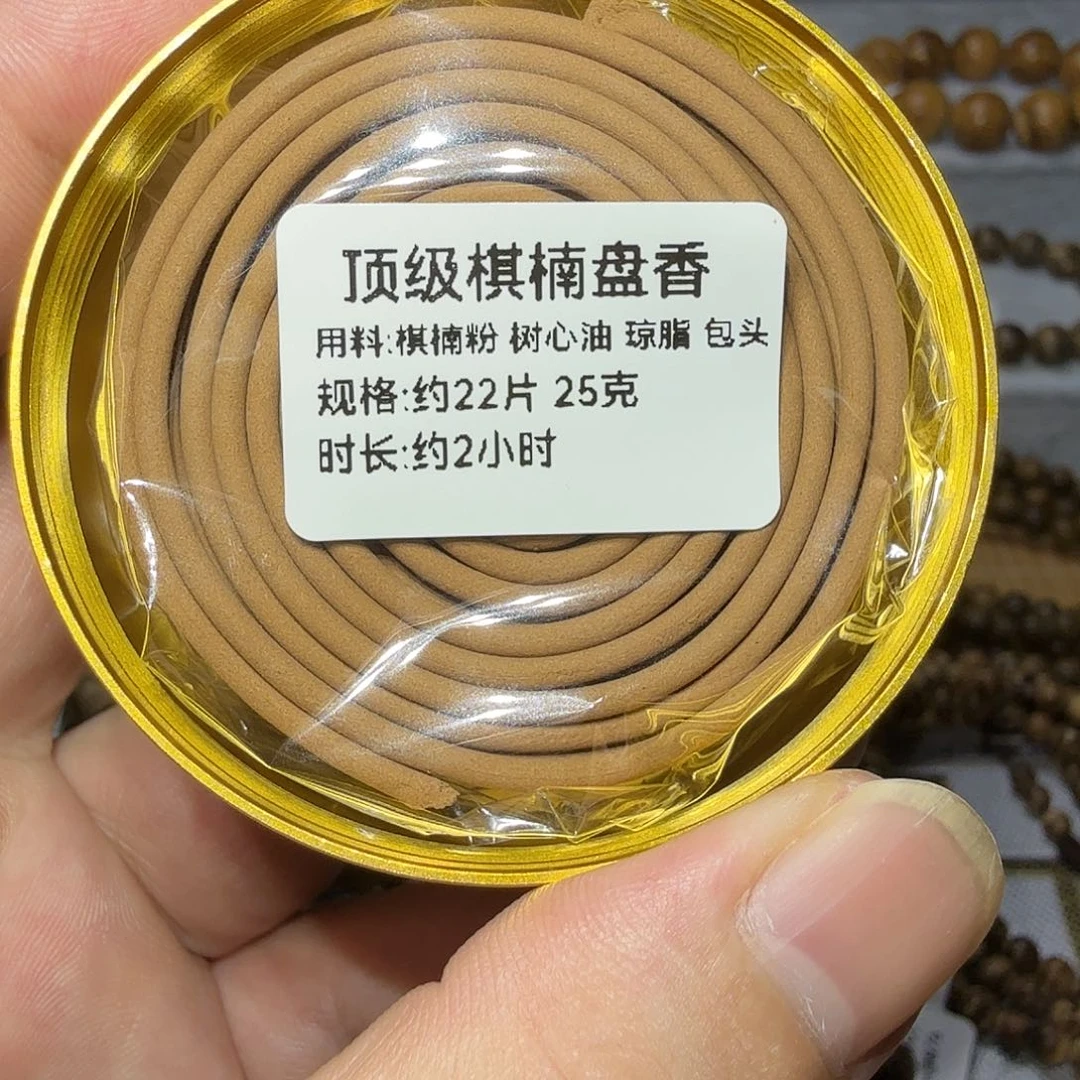 顶级棋楠盘香
用料:棋楠粉 树心油 琼脂 包头
规格:约22片 25克
时长:约2小时